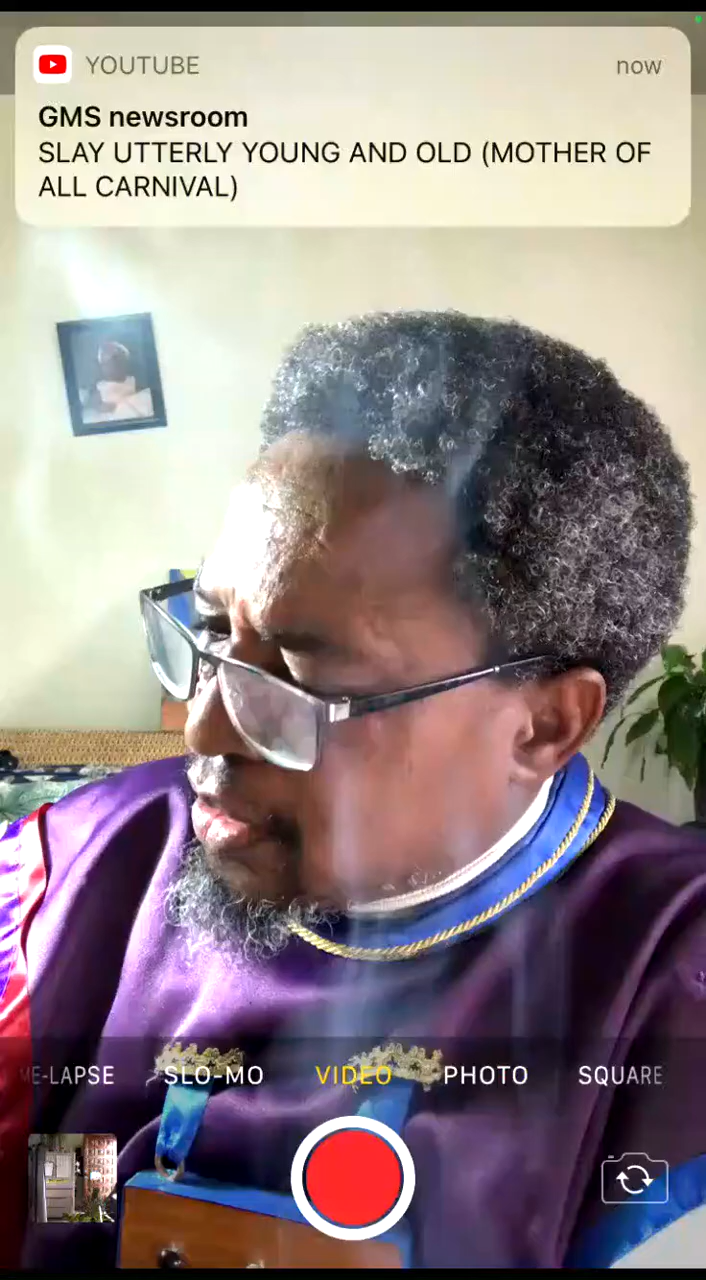 YOUTUBE now
GMS newsroom
SLAY UTTERLY YOUNG AND OLD (MOTHER OF
ALL CARNIVAL)
ME-LAPSE SLO-MO VIDEO PHOTO SQUARE